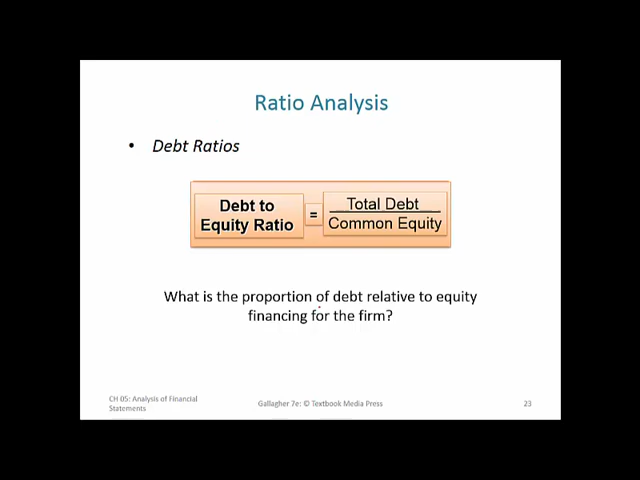 Ratio Analysis
• Debt Ratios
Debt to
Equity Ratio
=
Total Debt
Common Equity
What is the proportion of debt relative to equity
financing for the firm?
CH 05: Analysis of Financial
Statements
Gallagher 7e: © Textbook Media Press
23